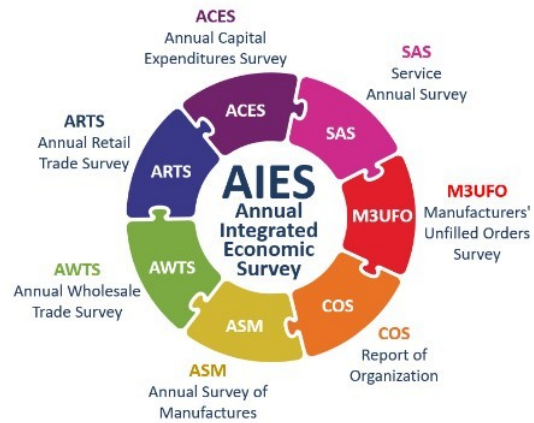 ACES
Annual Capital
Expenditures Survey
SAS
Service
Annual Survey
M3UFO
Manufacturers'
Unfilled Orders
Survey
COS
Report of
Organization
ASM
Annual Survey of
Manufactures
AWTS
Annual Wholesale
Trade Survey
ARTS
Annual Retail
Trade Survey
ACES
SAS
M3UFO
COS
ASM
AWTS
ARTS
AIES
Annual
Integrated
Economic
Survey